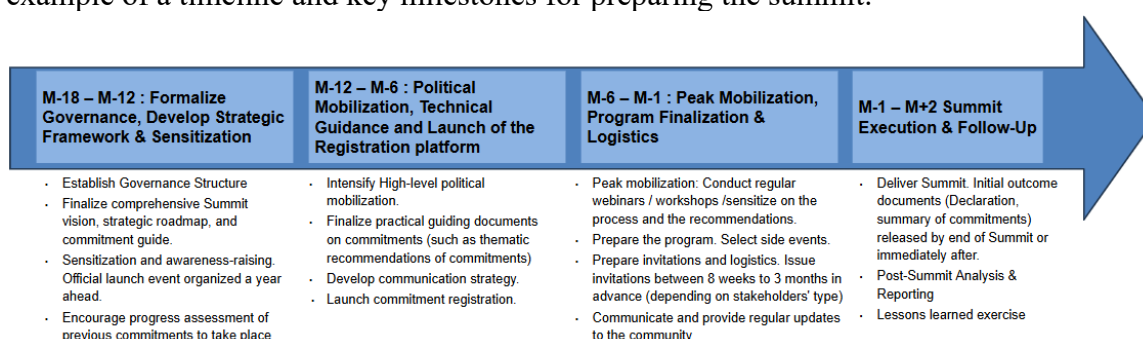 example of a timeline and key milestones for preparing the summit.
M-18 – M-12 : Formalize
Governance, Develop Strategic
Framework & Sensitization
· Establish Governance Structure
· Finalize comprehensive Summit
vision, strategic roadmap, and
commitment guide.
· Sensitization and awareness-raising.
Official launch event organized a year
ahead.
· Encourage progress assessment of
previous commitments to take place
M-12 – M-6 : Political
Mobilization, Technical
Guidance and Launch of the
Registration platform
· Intensify High-level political
mobilization.
· Finalize practical guiding documents
on commitments (such as thematic
recommendations of commitments)
· Develop communication strategy.
· Launch commitment registration.
M-6 – M-1 : Peak Mobilization,
Program Finalization &
Logistics
· Peak mobilization: Conduct regular
webinars / workshops /sensitize on the
process and the recommendations.
· Prepare the program. Select side events.
· Prepare invitations and logistics. Issue
invitations between 8 weeks to 3 months in
advance (depending on stakeholders' type)
· Communicate and provide regular updates
to the community
M-1 – M+2 Summit
Execution & Follow-Up
· Deliver Summit. Initial outcome
documents (Declaration,
summary of commitments)
released by end of Summit or
immediately after.
· Post-Summit Analysis &
Reporting
· Lessons learned exercise